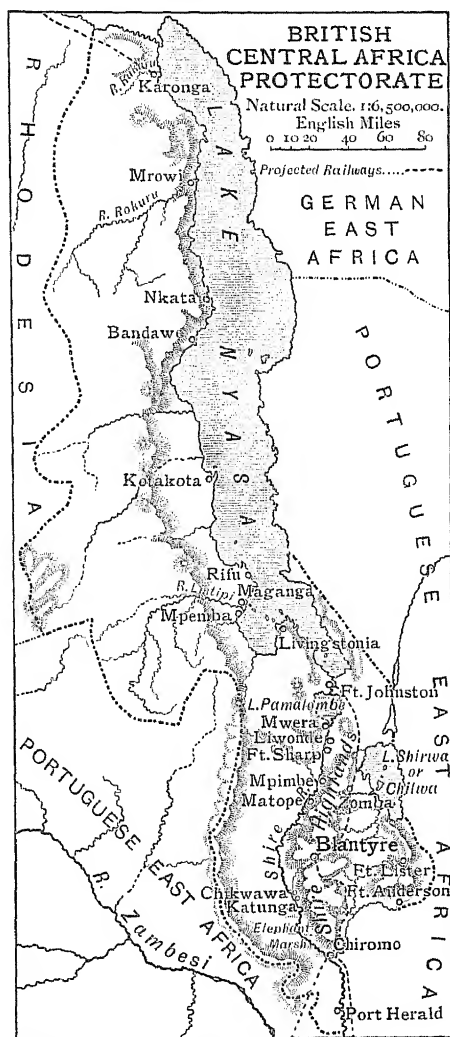 BRITISH
CENTRAL AFRICA
PROTECTORATE
Natural Scale, 1:6,500,000.
English Miles
0 10 20 40 60 80
Projected Railways
GERMAN
EAST
AFRICA
RHODESIA
LAKE NYASA
PORTUGUESE EAST AFRICA
Karonga
Mrowi
R. Rukuru
Nkata
Bandawe
Kotakota
Rifu
Maganga
R. Lintipi
Mpemba
Livingstonia
Ft. Johnston
L. Pamalombe
Mwera
Liwonde
Ft. Sharp
L. Shirwa
or
Chilwa
Mpimbe
Matope
Zomba
Shire R.
Shire Highlands
Blantyre
Ft. Lister
Ft. Anderson
Chikwawa
Katunga
Elephant
Marsh
Chiromo
Port Herald
PORTUGUESE EAST AFRICA
R. Zambesi